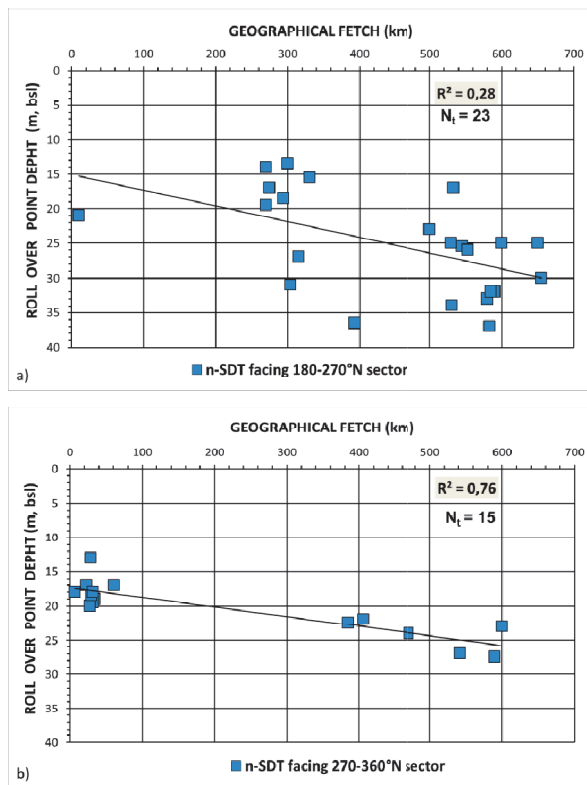 GEOGRAPHICAL FETCH (km)
0 100 200 300 400 500 600 700
ROLL OVER POINT DEPHT (m, bsl)
0
5
10
15
20
25
30
35
40
R² = 0,28
Nt = 23
n-SDT facing 180-270°N sector
a)
GEOGRAPHICAL FETCH (km)
0 100 200 300 400 500 600 700
ROLL OVER POINT DEPHT (m, bsl)
0
5
10
15
20
25
30
35
40
R² = 0,76
Nt = 15
n-SDT facing 270-360°N sector
b)